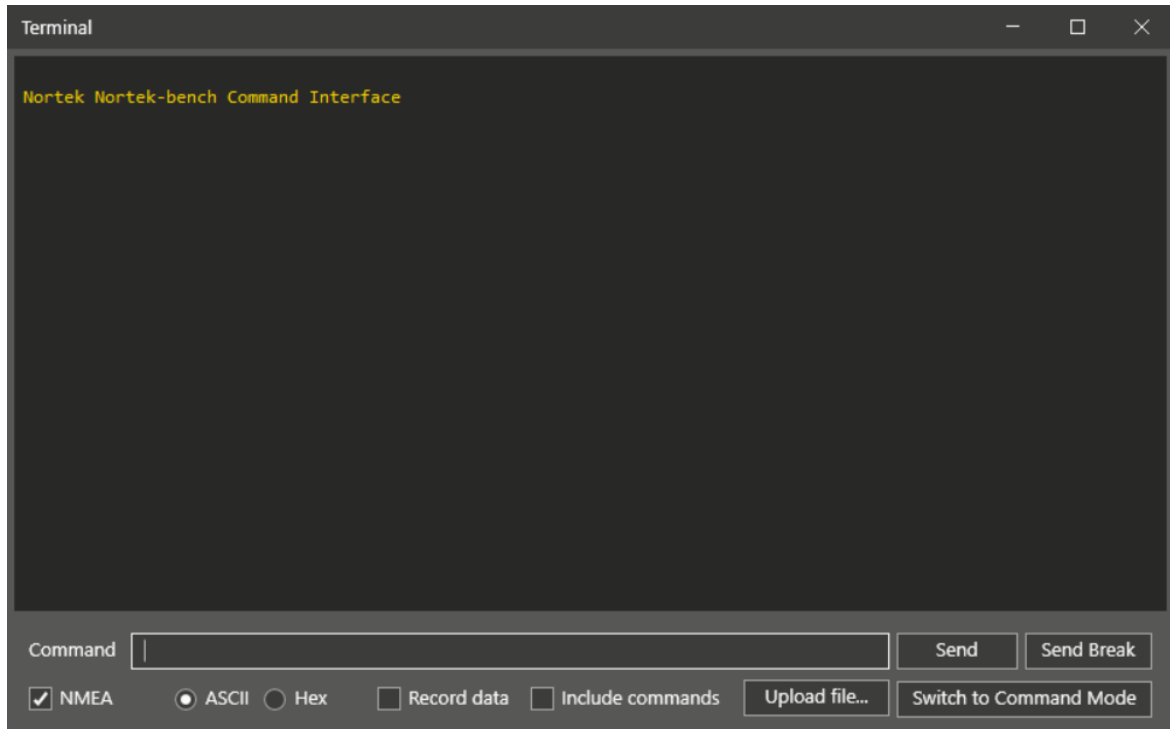 Terminal
Nortek Nortek-bench Command Interface
Command Send Send Break
NMEA ASCII Hex Record data Include commands Upload file... Switch to Command Mode